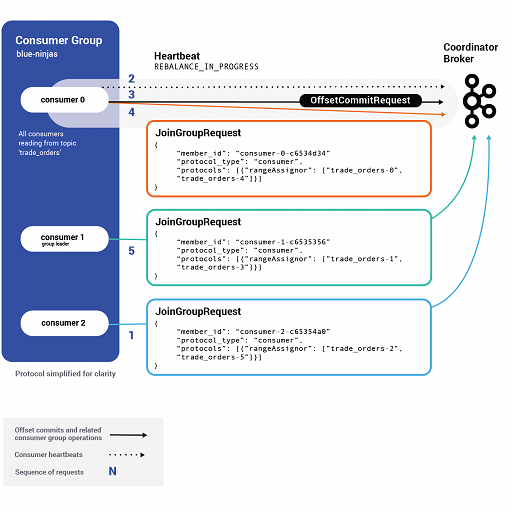 Consumer Group
blue-ninjas
Heartbeat
REBALANCE_IN_PROGRESS
Coordinator
Broker
2
consumer 0
3
OffsetCommitRequest
4
All consumers
reading from topic
'trade_orders'
JoinGroupRequest
{
"member_id": "consumer-0-c6534d34"
"protocol_type": "consumer",
"protocols": [{"rangeAssignor": ["trade_orders-0",
"trade_orders-4"]}]
}
consumer 1
group leader
5
JoinGroupRequest
{
"member_id": "consumer-1-c6535356"
"protocol_type": "consumer",
"protocols": [{"rangeAssignor": ["trade_orders-1",
"trade_orders-3"]}]
}
consumer 2
1
JoinGroupRequest
{
"member_id": "consumer-2-c65354a0"
"protocol_type": "consumer",
"protocols": [{"rangeAssignor": ["trade_orders-2",
"trade_orders-5"]}]
}
Protocol simplified for clarity
Offset commits and related
consumer group operations
Consumer heartbeats
Sequence of requests N